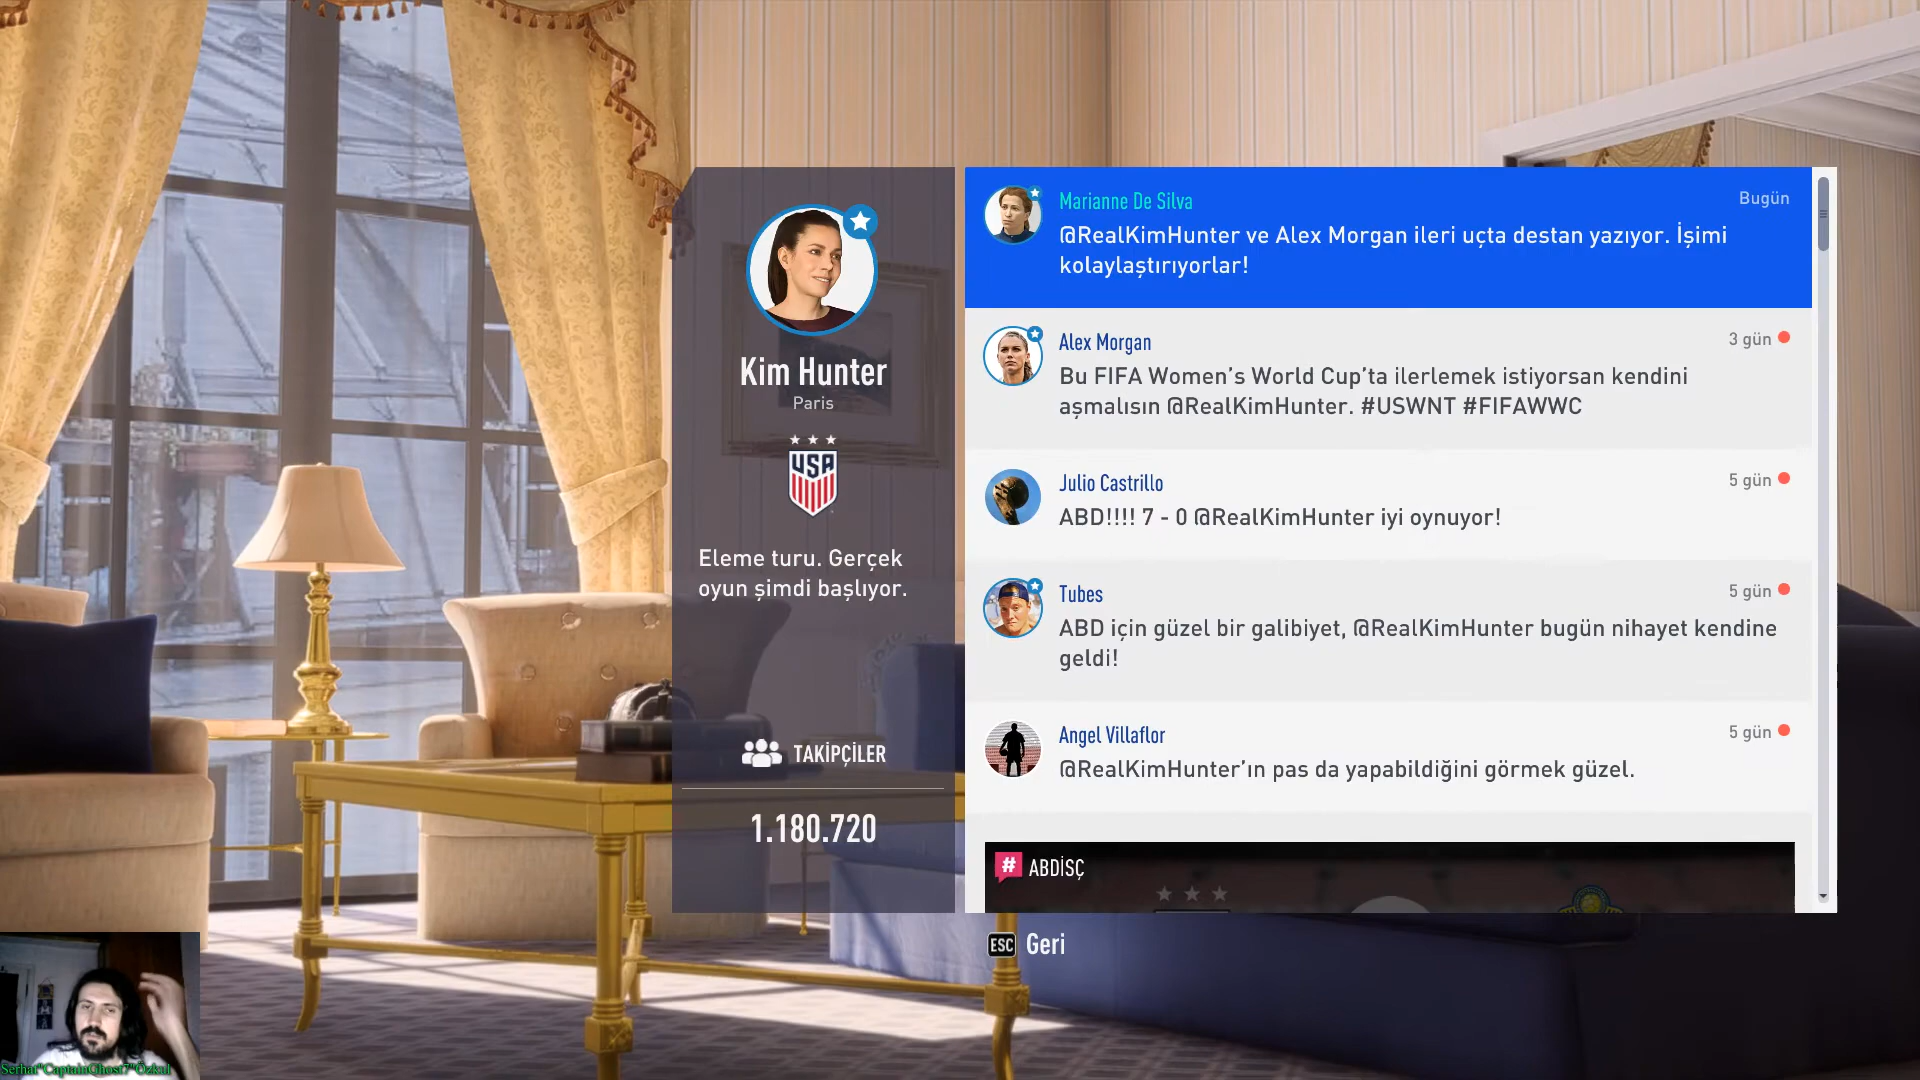 Kim Hunter
Paris
USA
Eleme turu. Gerçek
oyun şimdi başlıyor.
TAKİPÇİLER
1.180.720
Marianne De Silva
Bugün
@RealKimHunter ve Alex Morgan ileri uçta destan yazıyor. İşimi
kolaylaştırıyorlar!
Alex Morgan
3 gün
Bu FIFA Women's World Cup'ta ilerlemek istiyorsan kendini
aşmalısın @RealKimHunter. #USWNT #FIFAWWC
Julio Castrillo
5 gün
ABD!!!! 7 - 0 @RealKimHunter iyi oynuyor!
Tubes
5 gün
ABD için güzel bir galibiyet, @RealKimHunter bugün nihayet kendine
geldi!
Angel Villaflor
5 gün
@RealKimHunter'ın pas da yapabildiğini görmek güzel.
# ABDİSÇ
ESC Geri
Serhat"CaptainGhost7"Özkul